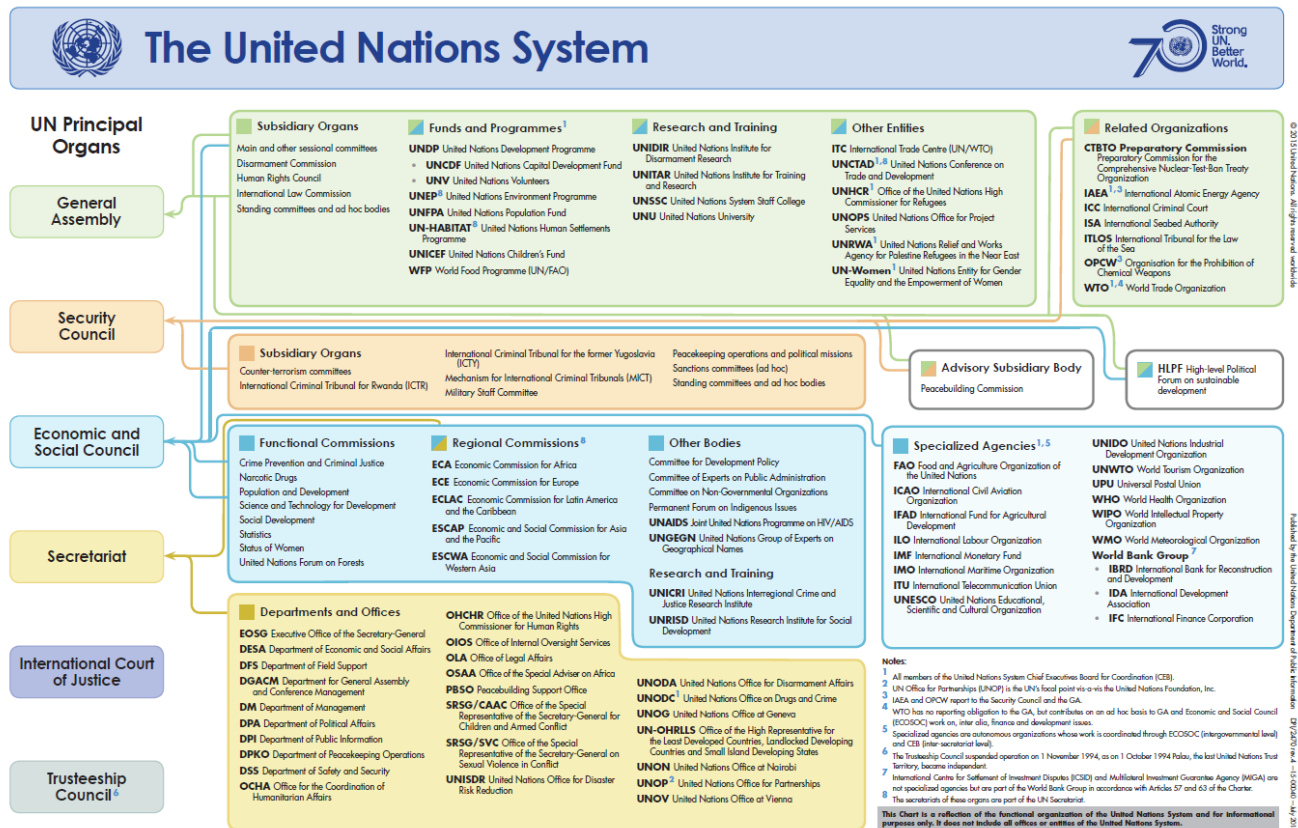 The United Nations System
70
Strong
UN.
Better
World.
UN Principal
Organs
General
Assembly
Security
Council
Economic and
Social Council
Secretariat
International Court
of Justice
Trusteeship
Council6
Subsidiary Organs
Main and other sessional committees
Disarmament Commission
Human Rights Council
International Law Commission
Standing committees and ad hoc bodies
Funds and Programmes1
UNDP United Nations Development Programme
• UNCDF United Nations Capital Development Fund
• UNV United Nations Volunteers
UNEP8 United Nations Environment Programme
UNFPA United Nations Population Fund
UN-HABITAT8 United Nations Human Settlements
Programme
UNICEF United Nations Children's Fund
WFP World Food Programme (UN/FAO)
Research and Training
UNIDIR United Nations Institute for
Disarmament Research
UNITAR United Nations Institute for Training
and Research
UNSSC United Nations System Staff College
UNU United Nations University
Other Entities
ITC International Trade Centre (UN/WTO)
UNCTAD1,8 United Nations Conference on
Trade and Development
UNHCR1 Office of the United Nations High
Commissioner for Refugees
UNOPS United Nations Office for Project
Services
UNRWA1 United Nations Relief and Works
Agency for Palestine Refugees in the Near East
UN-Women1 United Nations Entity for Gender
Equality and the Empowerment of Women
Related Organizations
CTBTO Preparatory Commission
Preparatory Commission for the
Comprehensive Nuclear-Test-Ban Treaty
Organization
IAEA1,3 International Atomic Energy Agency
ICC International Criminal Court
ISA International Seabed Authority
ITLOS International Tribunal for the Law
of the Sea
OPCW3 Organisation for the Prohibition of
Chemical Weapons
WTO1,4 World Trade Organization
Subsidiary Organs
Counter-terrorism committees
International Criminal Tribunal for Rwanda (ICTR)
International Criminal Tribunal for the former Yugoslavia
(ICTY)
Mechanism for International Criminal Tribunals (MICT)
Military Staff Committee
Peacekeeping operations and political missions
Sanctions committees (ad hoc)
Standing committees and ad hoc bodies
Advisory Subsidiary Body
Peacebuilding Commission
HLPF High-level Political
Forum on sustainable
development
Functional Commissions
Crime Prevention and Criminal Justice
Narcotic Drugs
Population and Development
Science and Technology for Development
Social Development
Statistics
Status of Women
United Nations Forum on Forests
Regional Commissions8
ECA Economic Commission for Africa
ECE Economic Commission for Europe
ECLAC Economic Commission for Latin America
and the Caribbean
ESCAP Economic and Social Commission for Asia
and the Pacific
ESCWA Economic and Social Commission for
Western Asia
Other Bodies
Committee for Development Policy
Committee of Experts on Public Administration
Committee on Non-Governmental Organizations
Permanent Forum on Indigenous Issues
UNAIDS Joint United Nations Programme on HIV/AIDS
UNGEGN United Nations Group of Experts on
Geographical Names
Research and Training
UNICRI United Nations Interregional Crime and
Justice Research Institute
UNRISD United Nations Research Institute for Social
Development
Specialized Agencies1,5
FAO Food and Agriculture Organization of
the United Nations
ICAO International Civil Aviation
Organization
IFAD International Fund for Agricultural
Development
ILO International Labour Organization
IMF International Monetary Fund
IMO International Maritime Organization
ITU International Telecommunication Union
UNESCO United Nations Educational,
Scientific and Cultural Organization
UNIDO United Nations Industrial
Development Organization
UNWTO World Tourism Organization
UPU Universal Postal Union
WHO World Health Organization
WIPO World Intellectual Property
Organization
WMO World Meteorological Organization
World Bank Group7
• IBRD International Bank for Reconstruction
and Development
• IDA International Development
Association
• IFC International Finance Corporation
Departments and Offices
EOSG Executive Office of the Secretary-General
DESA Department of Economic and Social Affairs
DFS Department of Field Support
DGACM Department for General Assembly
and Conference Management
DM Department of Management
DPA Department of Political Affairs
DPI Department of Public Information
DPKO Department of Peacekeeping Operations
DSS Department of Safety and Security
OCHA Office for the Coordination of
Humanitarian Affairs
OHCHR Office of the United Nations High
Commissioner for Human Rights
OIOS Office of Internal Oversight Services
OLA Office of Legal Affairs
OSAA Office of the Special Adviser on Africa
PBSO Peacebuilding Support Office
SRSG/CAAC Office of the Special
Representative of the Secretary-General for
Children and Armed Conflict
SRSG/SVC Office of the Special
Representative of the Secretary-General on
Sexual Violence in Conflict
UNISDR United Nations Office for Disaster
Risk Reduction
UNODA United Nations Office for Disarmament Affairs
UNODC1 United Nations Office on Drugs and Crime
UNOG United Nations Office at Geneva
UN-OHRLLS Office of the High Representative for
the Least Developed Countries, Landlocked Developing
Countries and Small Island Developing States
UNON United Nations Office at Nairobi
UNOP2 United Nations Office for Partnerships
UNOV United Nations Office at Vienna
Notes:
1 All members of the United Nations System Chief Executives Board for Coordination (CEB).
2 UN Office for Partnerships (UNOP) is the UN's focal point vis-a-vis the United Nations Foundation, Inc.
3 IAEA and OPCW report to the Security Council and the GA.
4 WTO has no reporting obligation to the GA, but contributes on an ad hoc basis to GA and Economic and Social Council
(ECOSOC) work on, inter alia, finance and development issues.
5 Specialized agencies are autonomous organizations whose work is coordinated through ECOSOC (intergovernmental level)
and CEB (inter-secretariat level).
6 The Trusteeship Council suspended operation on 1 November 1994, as on 1 October 1994 Palau, the last United Nations Trust
Territory, became independent.
7 International Centre for Settlement of Investment Disputes (ICSID) and Multilateral Investment Guarantee Agency (MIGA) are
not specialized agencies but are part of the World Bank Group in accordance with Articles 57 and 63 of the Charter.
8 The secretariats of these organs are part of the UN Secretariat.
This Chart is a reflection of the functional organization of the United Nations System and for informational
purposes only. It does not include all offices or entities of the United Nations System.
© 2015 United Nations. All rights reserved worldwide
Published by the United Nations Department of Public Information DPI/2470 rev.4 —15-00040—July 201